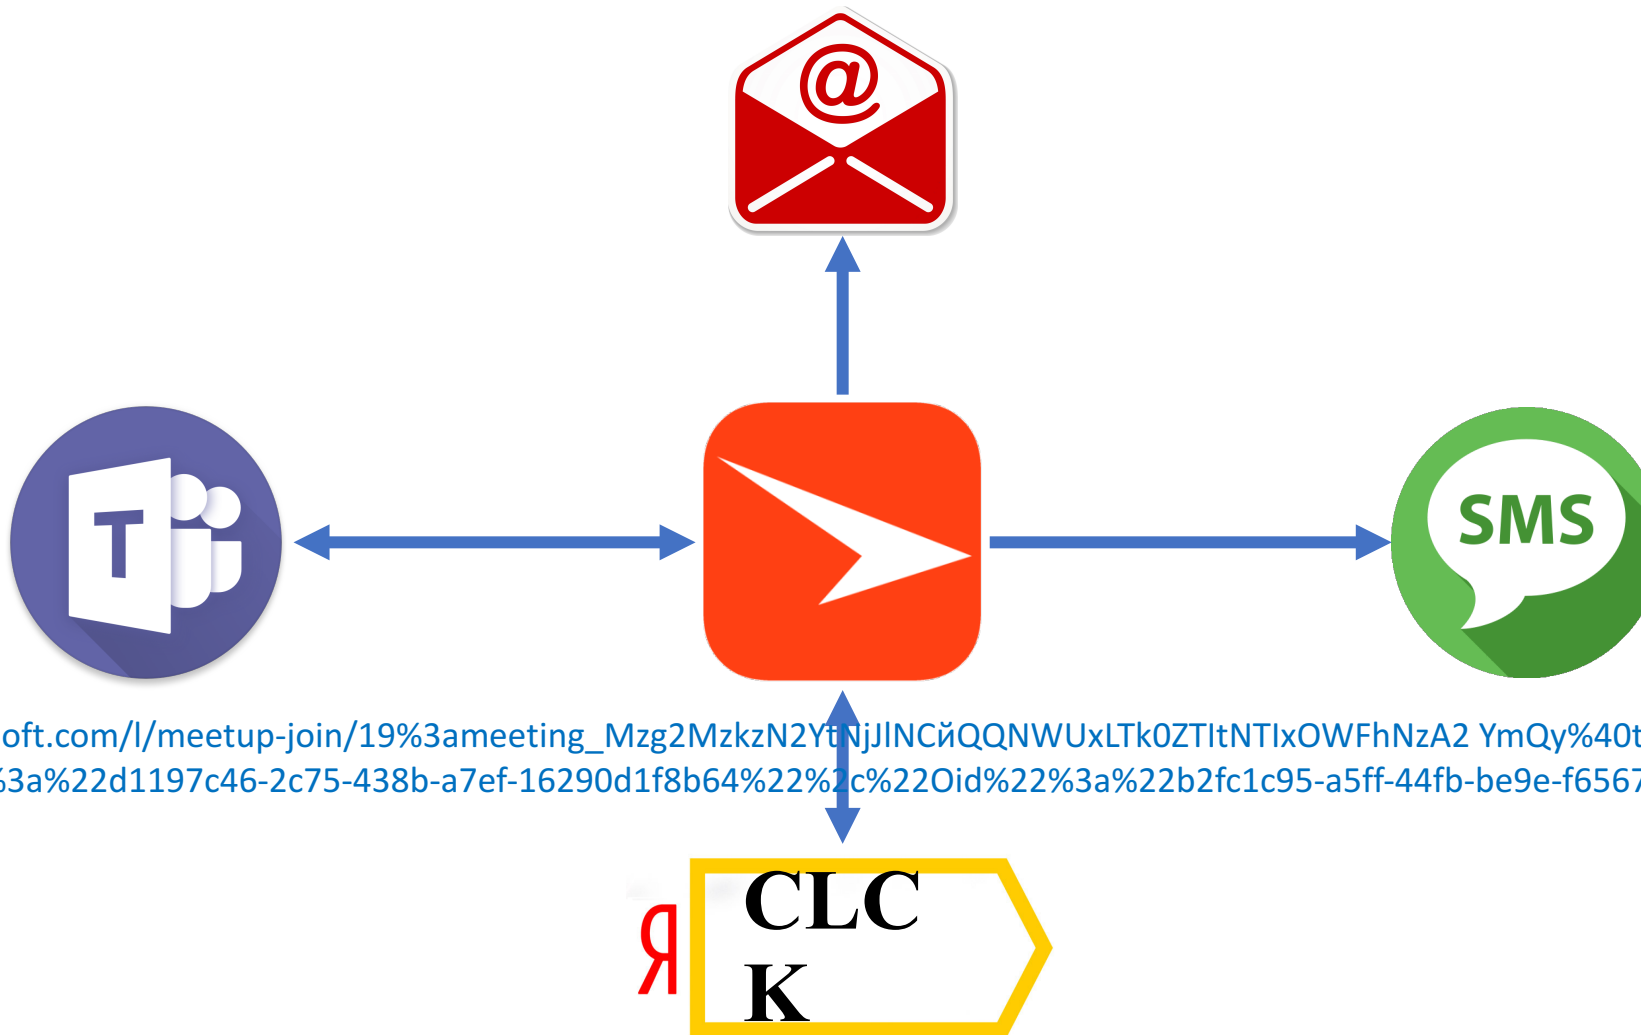 @
T
SMS
oft.com/l/meetup-join/19%3ameeting_Mzg2MzkzN2YtNjJlNCйQQNWUxLTk0ZTItNTIxOWFhNzA2 YmQy%40t
%3a%22d1197c46-2c75-438b-a7ef-16290d1f8b64%22%2c%22Oid%22%3a%22b2fc1c95-a5ff-44fb-be9e-f6567
Я
CLC
K